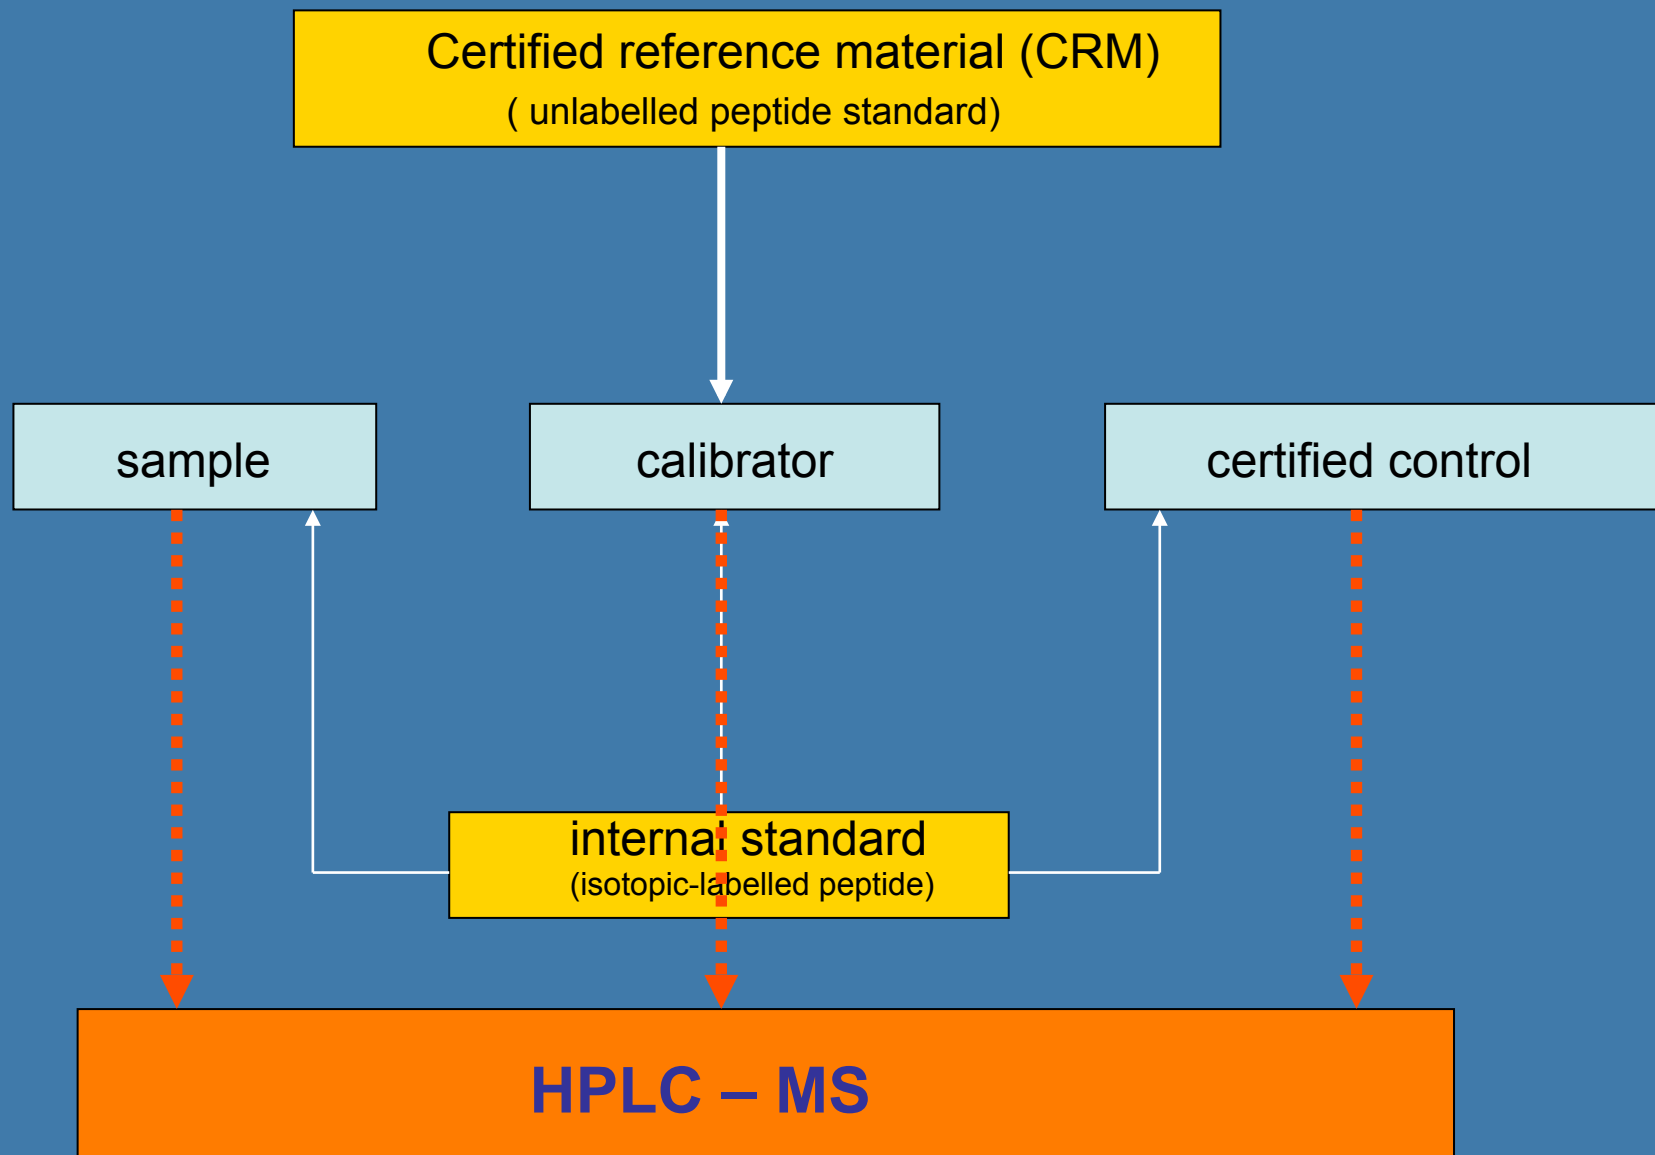 Certified reference material (CRM)
( unlabelled peptide standard)
sample
calibrator
certified control
internal standard
(isotopic-labelled peptide)
HPLC – MS